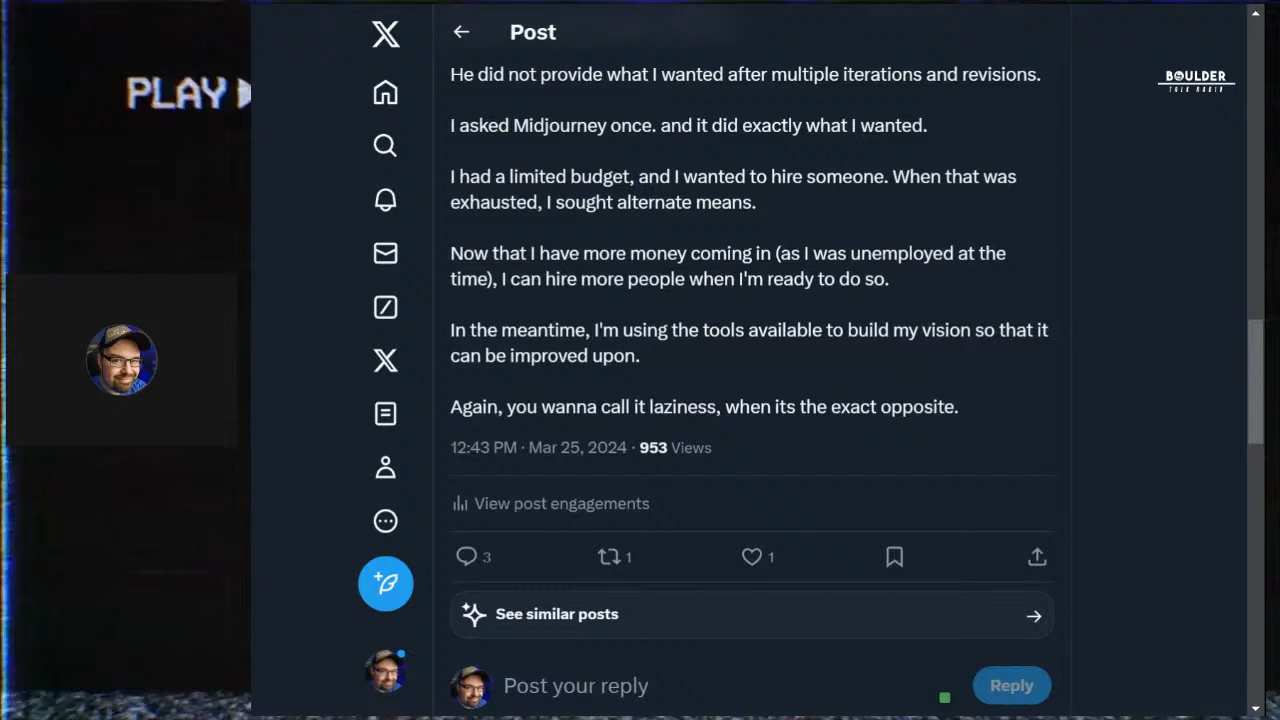 PLAY
Post
BOULDER
TALK RADIO
He did not provide what I wanted after multiple iterations and revisions.
I asked Midjourney once. and it did exactly what I wanted.
I had a limited budget, and I wanted to hire someone. When that was
exhausted, I sought alternate means.
Now that I have more money coming in (as I was unemployed at the
time), I can hire more people when I'm ready to do so.
In the meantime, I'm using the tools available to build my vision so that it
can be improved upon.
Again, you wanna call it laziness, when its the exact opposite.
12:43 PM · Mar 25, 2024 · 953 Views
View post engagements
3 1 1
See similar posts
Post your reply
Reply